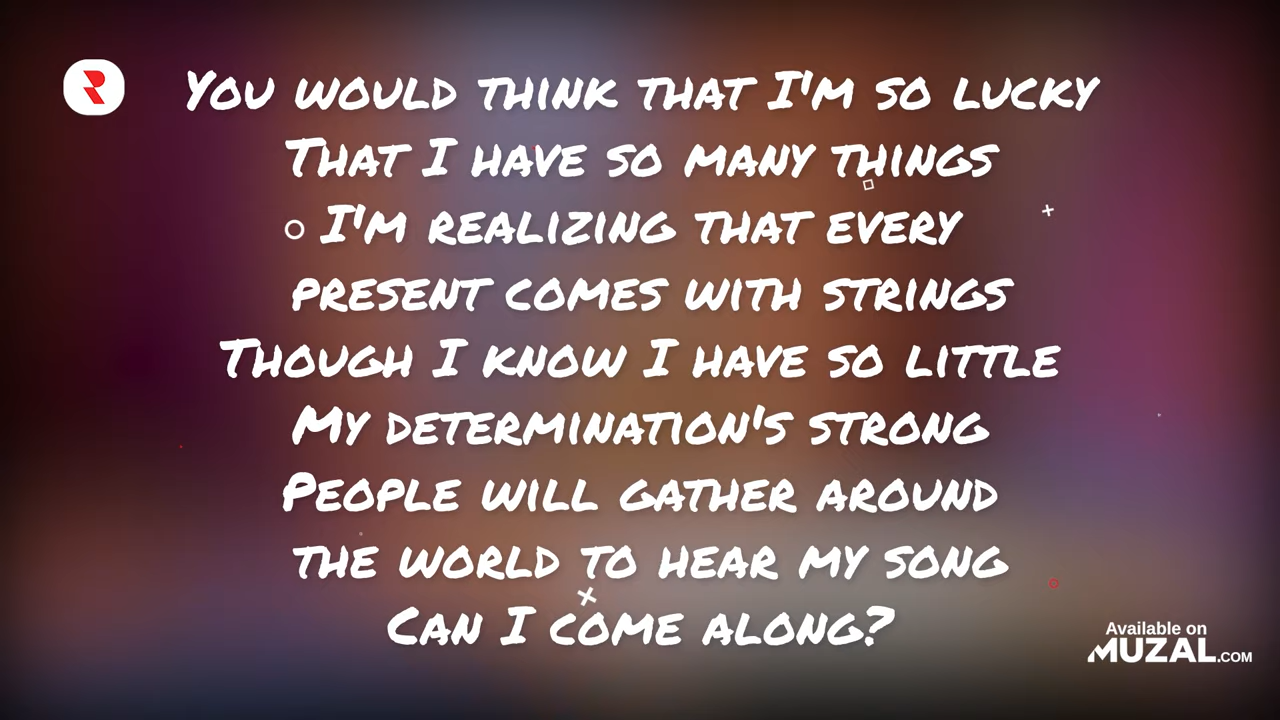 You would think that I'm so lucky
That I have so many things
I'm realizing that every
present comes with strings
Though I know I have so little
My determination's strong
People will gather around
the world to hear my song
Can I come along?
Available on
MUZAL.COM